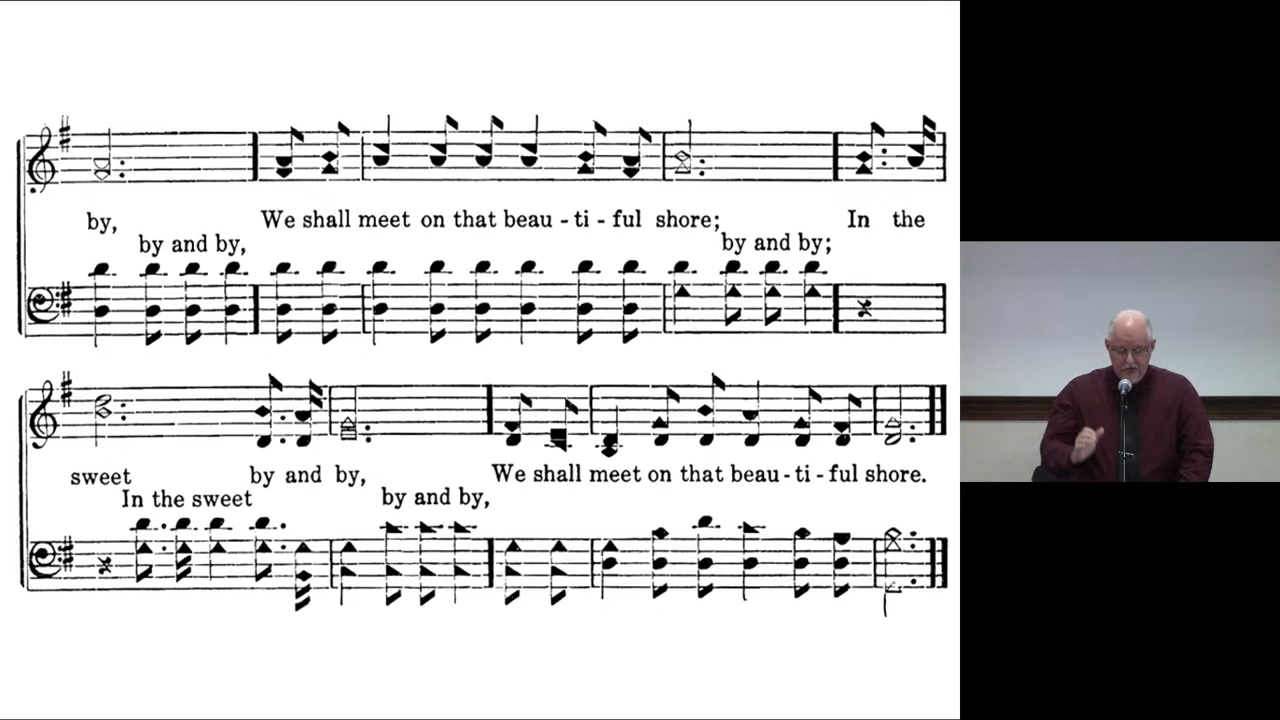 by, We shall meet on that beau - ti - ful shore; In the
by and by, by and by;
sweet by and by, We shall meet on that beau - ti - ful shore.
In the sweet by and by,